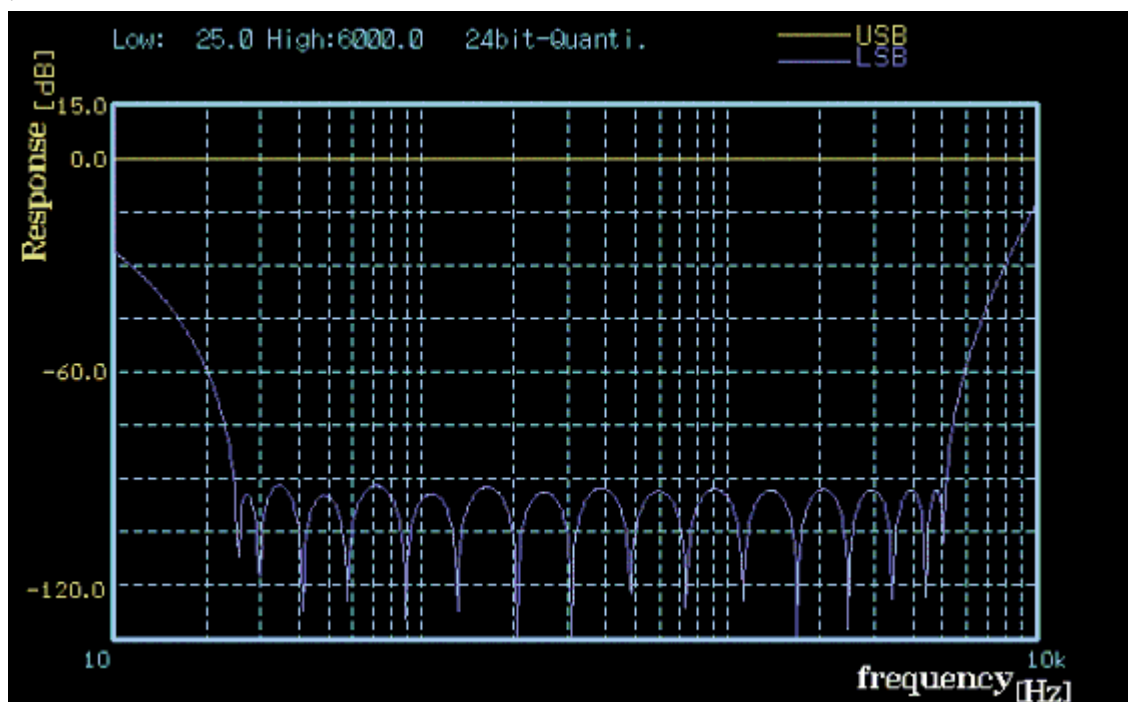 Low: 25.0 High:6000.0 24bit-Quanti.
USB
LSB
Response [dB]
15.0
0.0
-60.0
-120.0
10
10k
frequency [Hz]